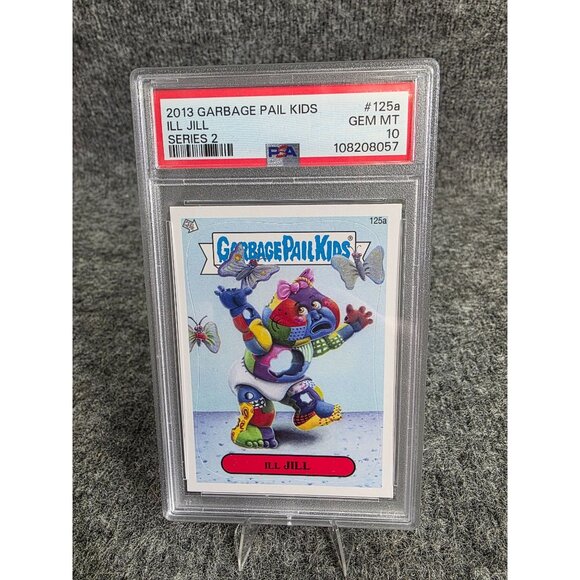 2013 GARBAGE PAIL KIDS
ILL JILL
SERIES 2
#125a
GEM MT
10
108208057
PSA
125a
GARBAGE PAIL KIDS®
ILL JILL